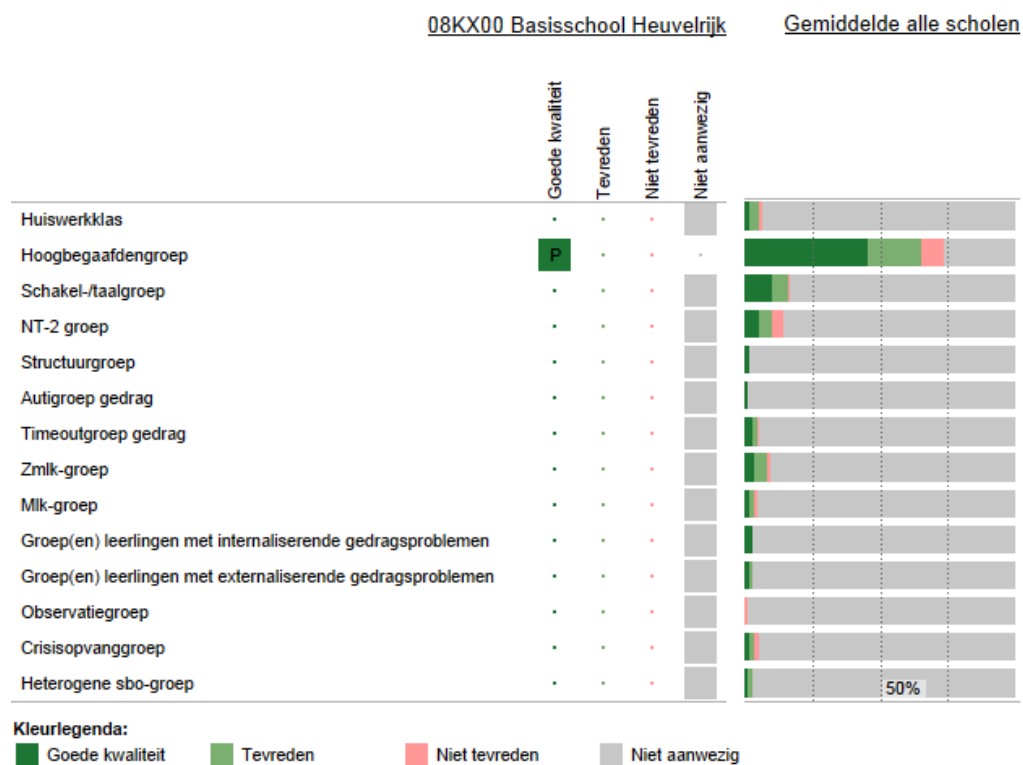 08KX00 Basisschool Heuvelrijk
Gemiddelde alle scholen
Goede kwaliteit
Tevreden
Niet tevreden
Niet aanwezig
Huiswerkklas
Hoogbegaafdengroep P
Schakel-/taalgroep
NT-2 groep
Structuurgroep
Autigroep gedrag
Timeoutgroep gedrag
Zmlk-groep
Mlk-groep
Groep(en) leerlingen met internaliserende gedragsproblemen
Groep(en) leerlingen met externaliserende gedragsproblemen
Observatiegroep
Crisisopvanggroep
Heterogene sbo-groep 50%
Kleurlegenda:
Goede kwaliteit Tevreden Niet tevreden Niet aanwezig